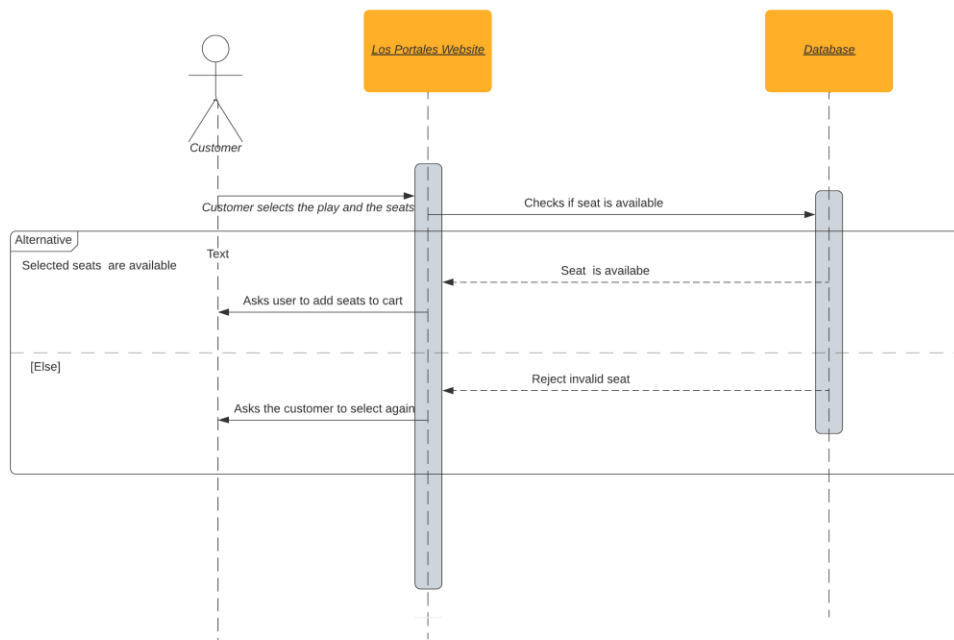 Los Portales Website
Database
Customer
Customer selects the play and the seats
Checks if seat is available
Alternative
Text
Selected seats are available
Seat is availabe
Asks user to add seats to cart
[Else]
Reject invalid seat
Asks the customer to select again